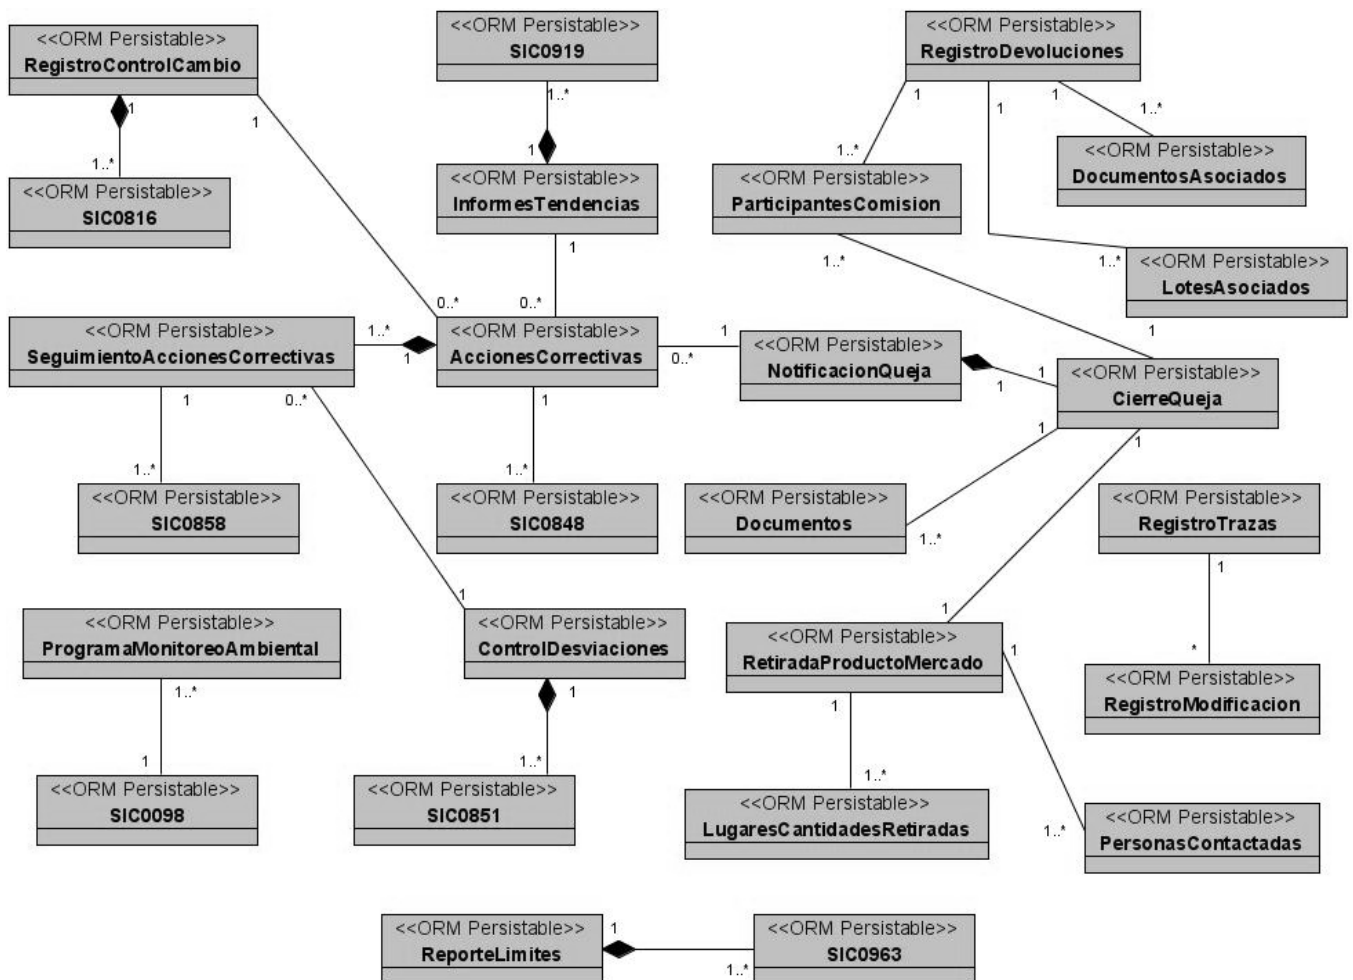 <<ORM Persistable>>
RegistroControlCambio
<<ORM Persistable>>
SIC0919
<<ORM Persistable>>
RegistroDevoluciones
1
1
1..*
1
1
1
1..*
1..*
1
1..*
<<ORM Persistable>>
SIC0816
<<ORM Persistable>>
InformesTendencias
<<ORM Persistable>>
ParticipantesComision
<<ORM Persistable>>
DocumentosAsociados
1
1..*
1..*
<<ORM Persistable>>
LotesAsociados
0..*
0..*
1
<<ORM Persistable>>
SeguimientoAccionesCorrectivas
1..*
1
<<ORM Persistable>>
AccionesCorrectivas
1
0..*
<<ORM Persistable>>
NotificacionQueja
1
1
<<ORM Persistable>>
CierreQueja
1
0..*
1
1
1
1..*
1..*
<<ORM Persistable>>
SIC0858
<<ORM Persistable>>
SIC0848
<<ORM Persistable>>
Documentos
1..*
<<ORM Persistable>>
RegistroTrazas
1
1
1
<<ORM Persistable>>
ProgramaMonitoreoAmbiental
<<ORM Persistable>>
ControlDesviaciones
<<ORM Persistable>>
RetiradaProductoMercado
1
*
<<ORM Persistable>>
RegistroModificacion
1..*
1
1
1
1..*
1..*
<<ORM Persistable>>
SIC0098
<<ORM Persistable>>
SIC0851
<<ORM Persistable>>
LugaresCantidadesRetiradas
1..*
<<ORM Persistable>>
PersonasContactadas
<<ORM Persistable>>
ReporteLimites
1
1..*
<<ORM Persistable>>
SIC0963